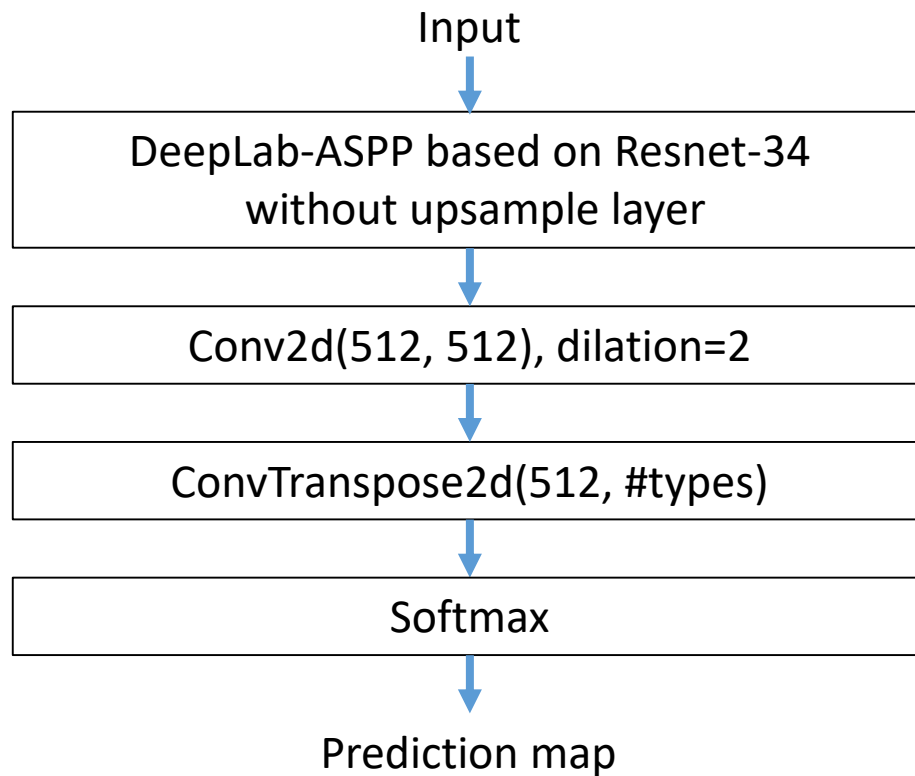 Input
DeepLab-ASPP based on Resnet-34
without upsample layer
Conv2d(512, 512), dilation=2
ConvTranspose2d(512, #types)
Softmax
Prediction map